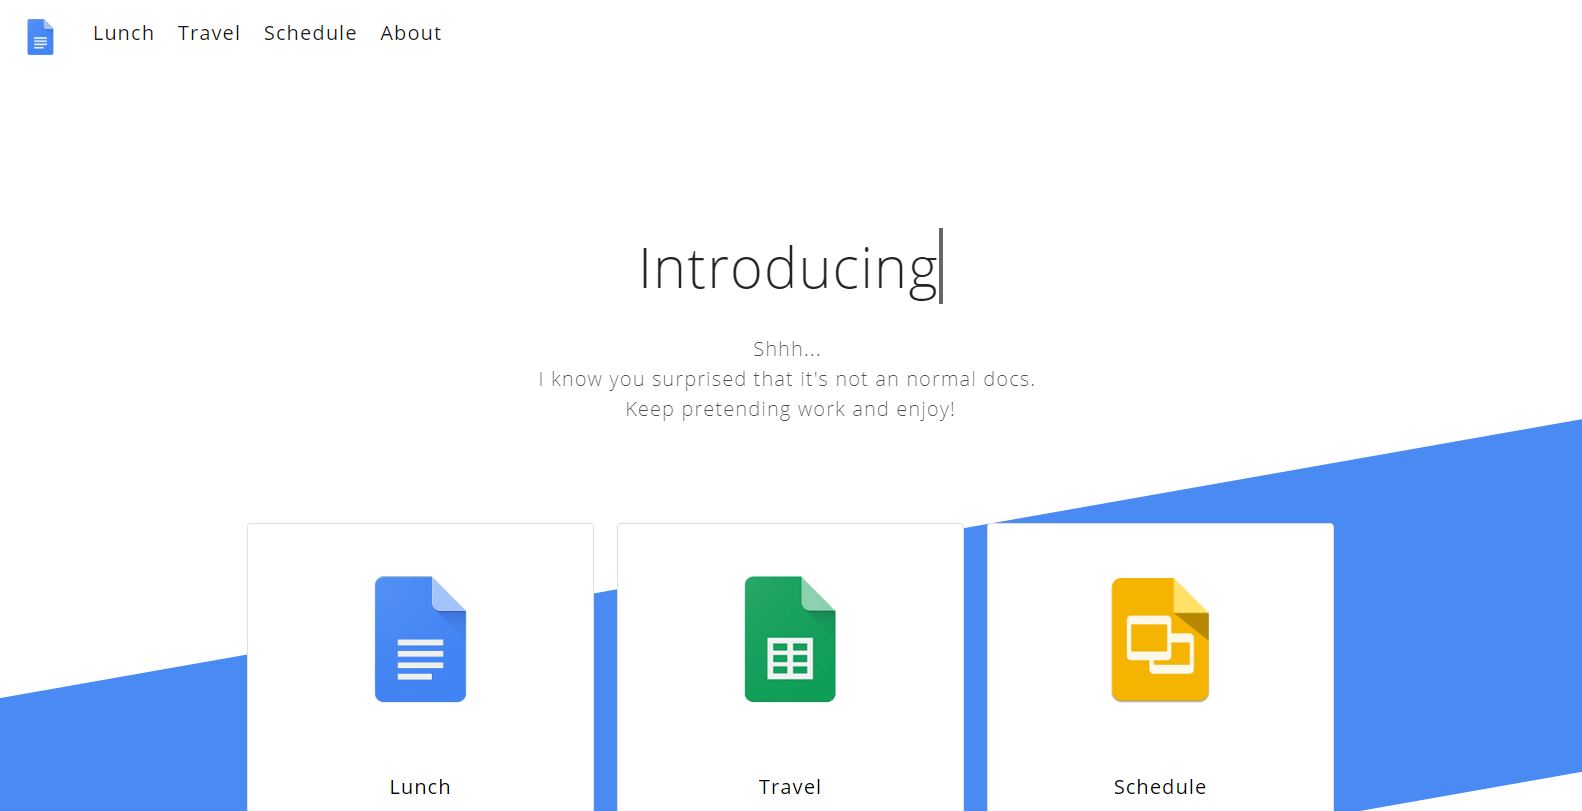 Lunch Travel Schedule About
Introducing
Shhh...
I know you surprised that it's not an normal docs.
Keep pretending work and enjoy!
Lunch Travel Schedule